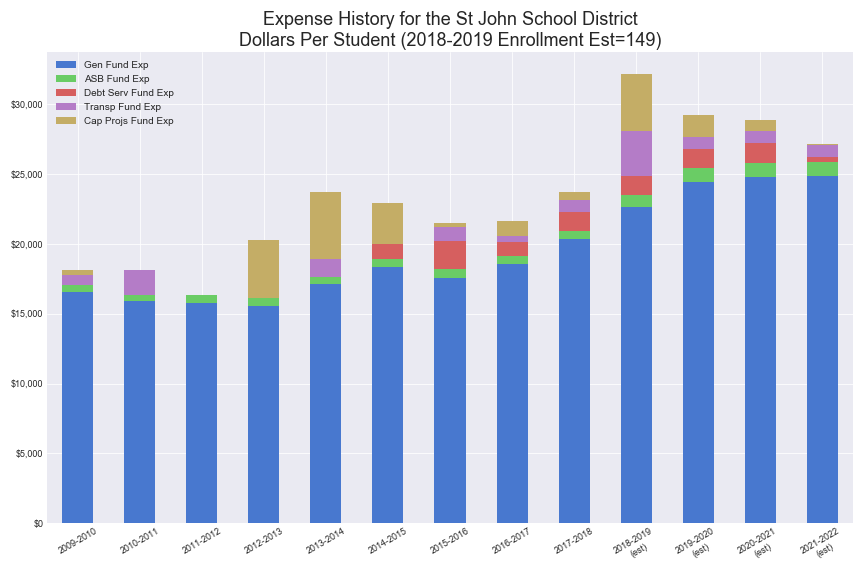 Expense History for the St John School District
Dollars Per Student (2018-2019 Enrollment Est=149)
Gen Fund Exp
ASB Fund Exp
Debt Serv Fund Exp
Transp Fund Exp
Cap Projs Fund Exp
$30,000
$25,000
$20,000
$15,000
$10,000
$5,000
$0
2009-2010
2010-2011
2011-2012
2012-2013
2013-2014
2014-2015
2015-2016
2016-2017
2017-2018
2018-2019
(est)
2019-2020
(est)
2020-2021
(est)
2021-2022
(est)